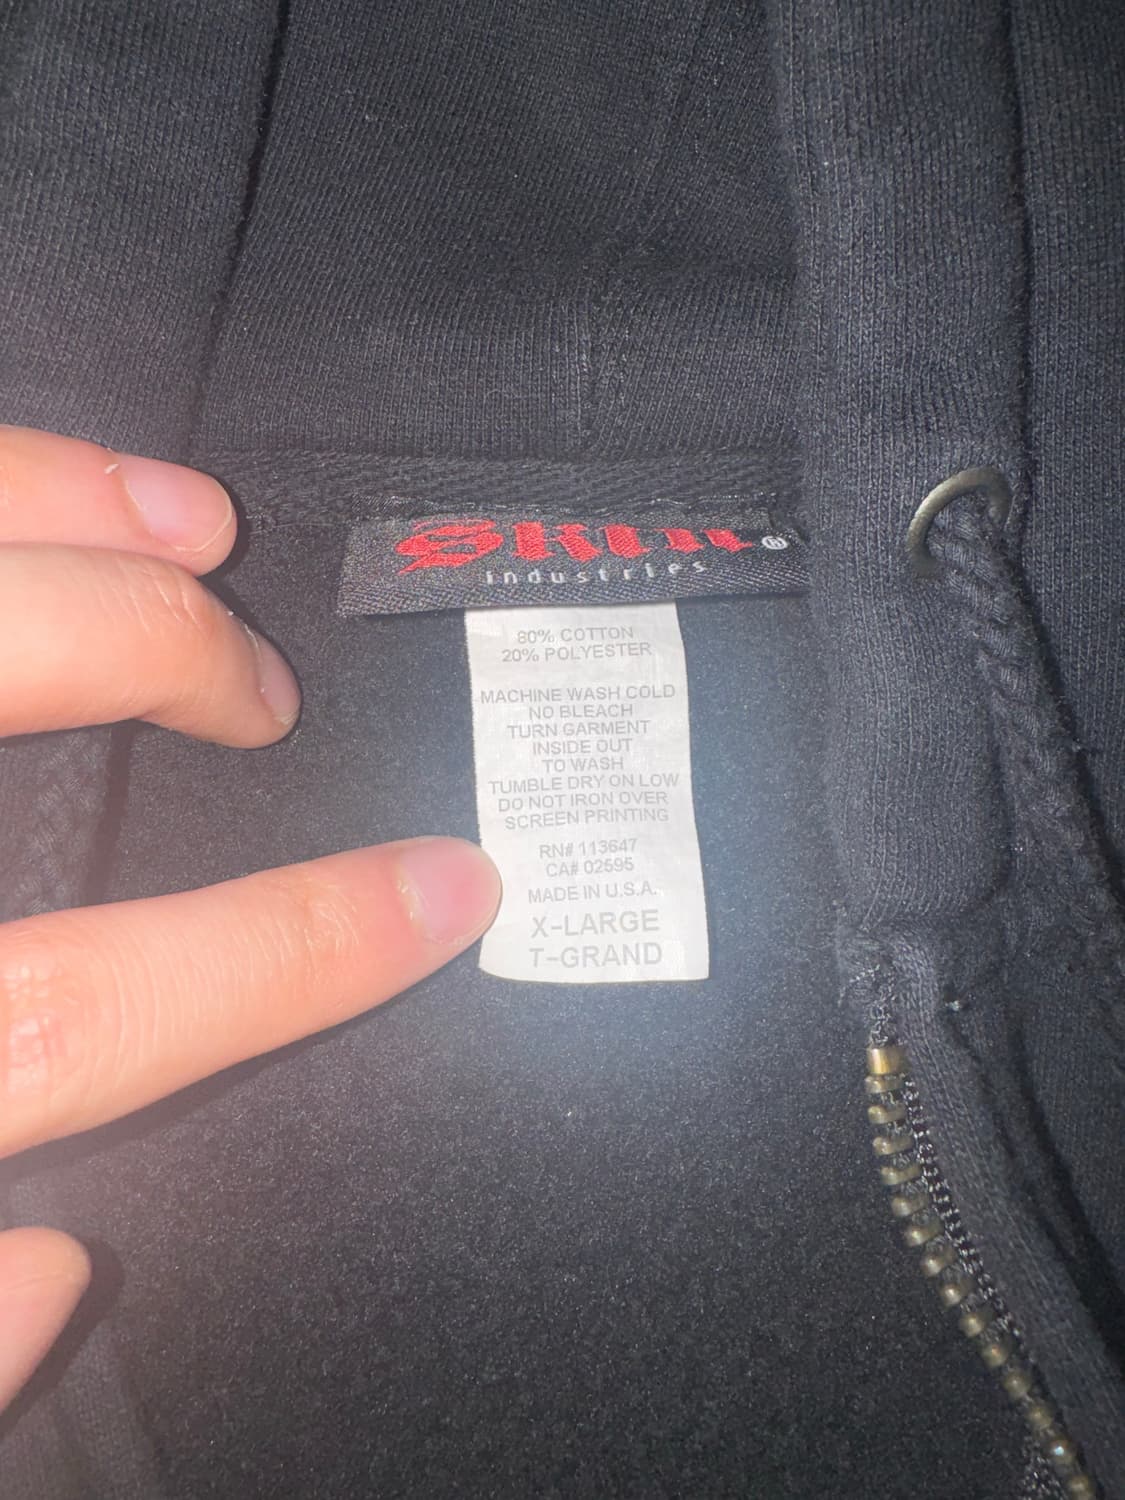 Skin ®
industries
80% COTTON
20% POLYESTER
MACHINE WASH COLD
NO BLEACH
TURN GARMENT
INSIDE OUT
TO WASH
TUMBLE DRY ON LOW
DO NOT IRON OVER
SCREEN PRINTING
RN# 113647
CA# 02595
MADE IN U.S.A.
X-LARGE
T-GRAND